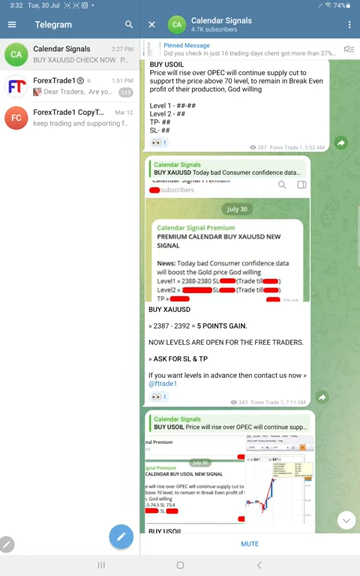 3:32 Tue, 30 Jul
74%
Telegram
CA
Calendar Signals
2:27 PM
BUY XAUUSD CHECK NOW. P...
ForexTrade1
1:51 PM
Dear Traders, Are yo...
111
FC
ForexTrade1 CopyT...
Mar 12
keep trading and supporting f...
CA
Calendar Signals
4.7K subscribers
Pinned Message
Did you check in just 16 trading days client got more than 37%...
BUY USOIL
Price will rise over OPEC will continue supply cut to
support the price above 70 level, to remain in Break Even
profit of their production, God willing
Level 1 - ##-##
Level 2 - ##
TP- ##
SL- ##
1
Forex Trade 1, 5:52 AM
Calendar Signals
BUY XAUUSD Today bad Consumer confidence data...
subscribers
July 30
Calendar Signal Premium
PREMIUM CALENDAR BUY XAUUSD NEW
SIGNAL
News: Today bad Consumer confidence data
will boost the Gold price God willing
Level1 » 2388-2380 SL (Trade till )
Level2 » SL (Trade till )
TP »
BUY XAUUSD
» 2387 - 2392 = 5 POINTS GAIN.
NOW LEVELS ARE OPEN FOR THE FREE TRADERS.
» ASK FOR SL & TP
If you want levels in advance then contact us now »
@ftrade1
1
343 Forex Trade 1, 7:11 AM
Calendar Signals
BUY USOIL Price will rise over OPEC will continue supp...
gnal Premium
July 30
CALENDAR BUY USOIL NEW SIGNAL
will rise over OPEC will continue supply
above 70 level, to remain in Break Even
BUY USOIL
MUTE